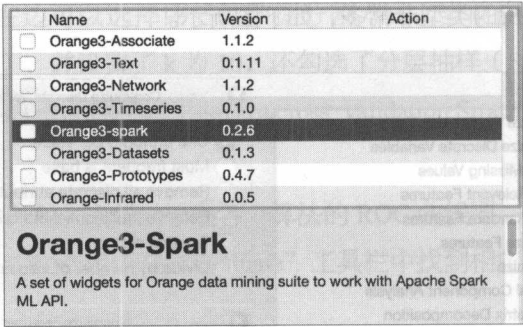 Name Version Action
Orange3-Associate 1.1.2
Orange3-Text 0.1.11
Orange3-Network 1.1.2
Orange3-Timeseries 0.1.0
Orange3-spark 0.2.6
Orange3-Datasets 0.1.3
Orange3-Prototypes 0.4.7
Orange-Infrared 0.0.5
Orange3-Spark
A set of widgets for Orange data mining suite to work with Apache Spark
ML API.